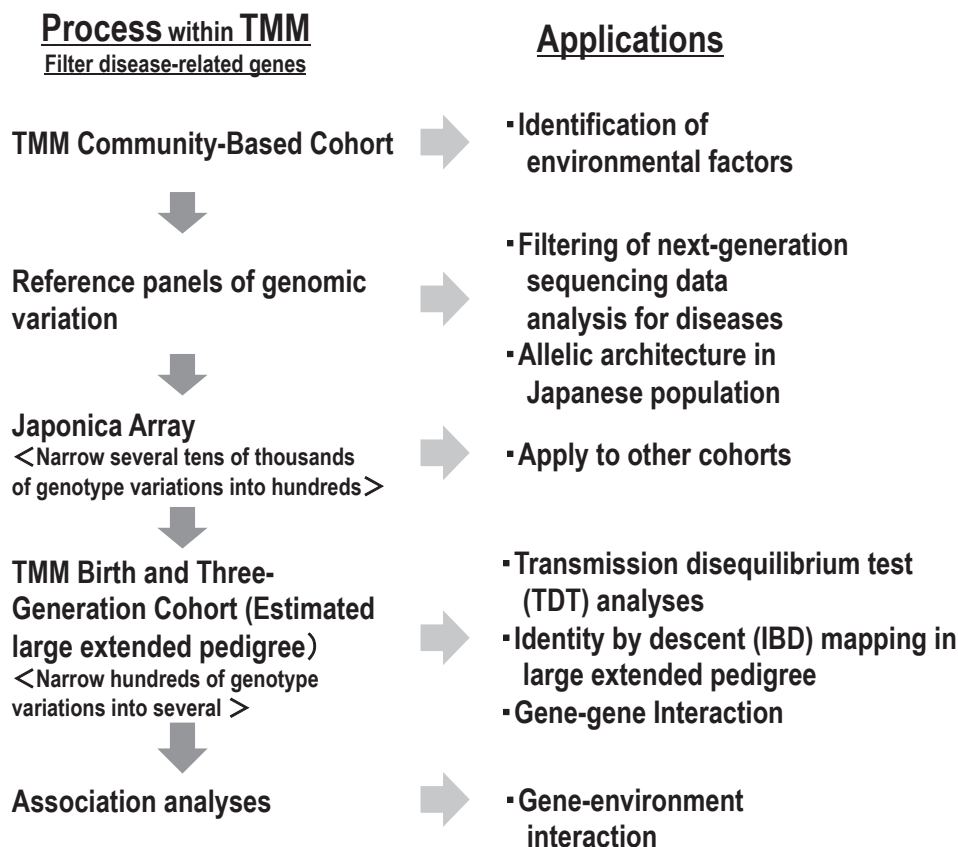 Process within TMM
Filter disease-related genes
Applications
TMM Community-Based Cohort
▪Identification of
environmental factors
Reference panels of genomic
variation
▪Filtering of next-generation
sequencing data
analysis for diseases
▪Allelic architecture in
Japanese population
Japonica Array
<Narrow several tens of thousands
of genotype variations into hundreds>
▪Apply to other cohorts
TMM Birth and Three-
Generation Cohort (Estimated
large extended pedigree)
<Narrow hundreds of genotype
variations into several >
▪Transmission disequilibrium test
(TDT) analyses
▪Identity by descent (IBD) mapping in
large extended pedigree
▪Gene-gene Interaction
Association analyses
▪Gene-environment
interaction